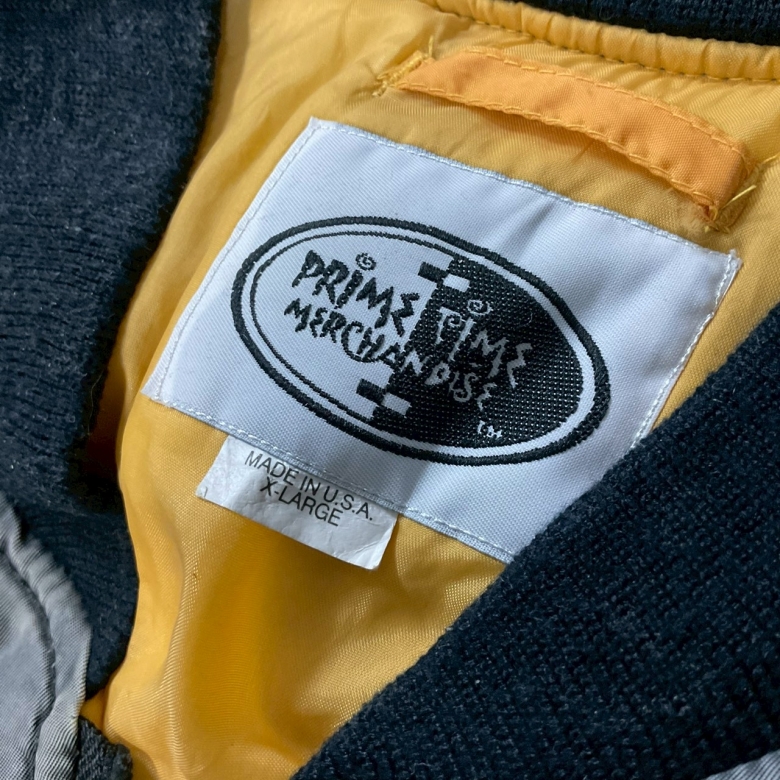 PRIME TIME
MERCHANDISE
TM
MADE IN U.S.A.
X-LARGE